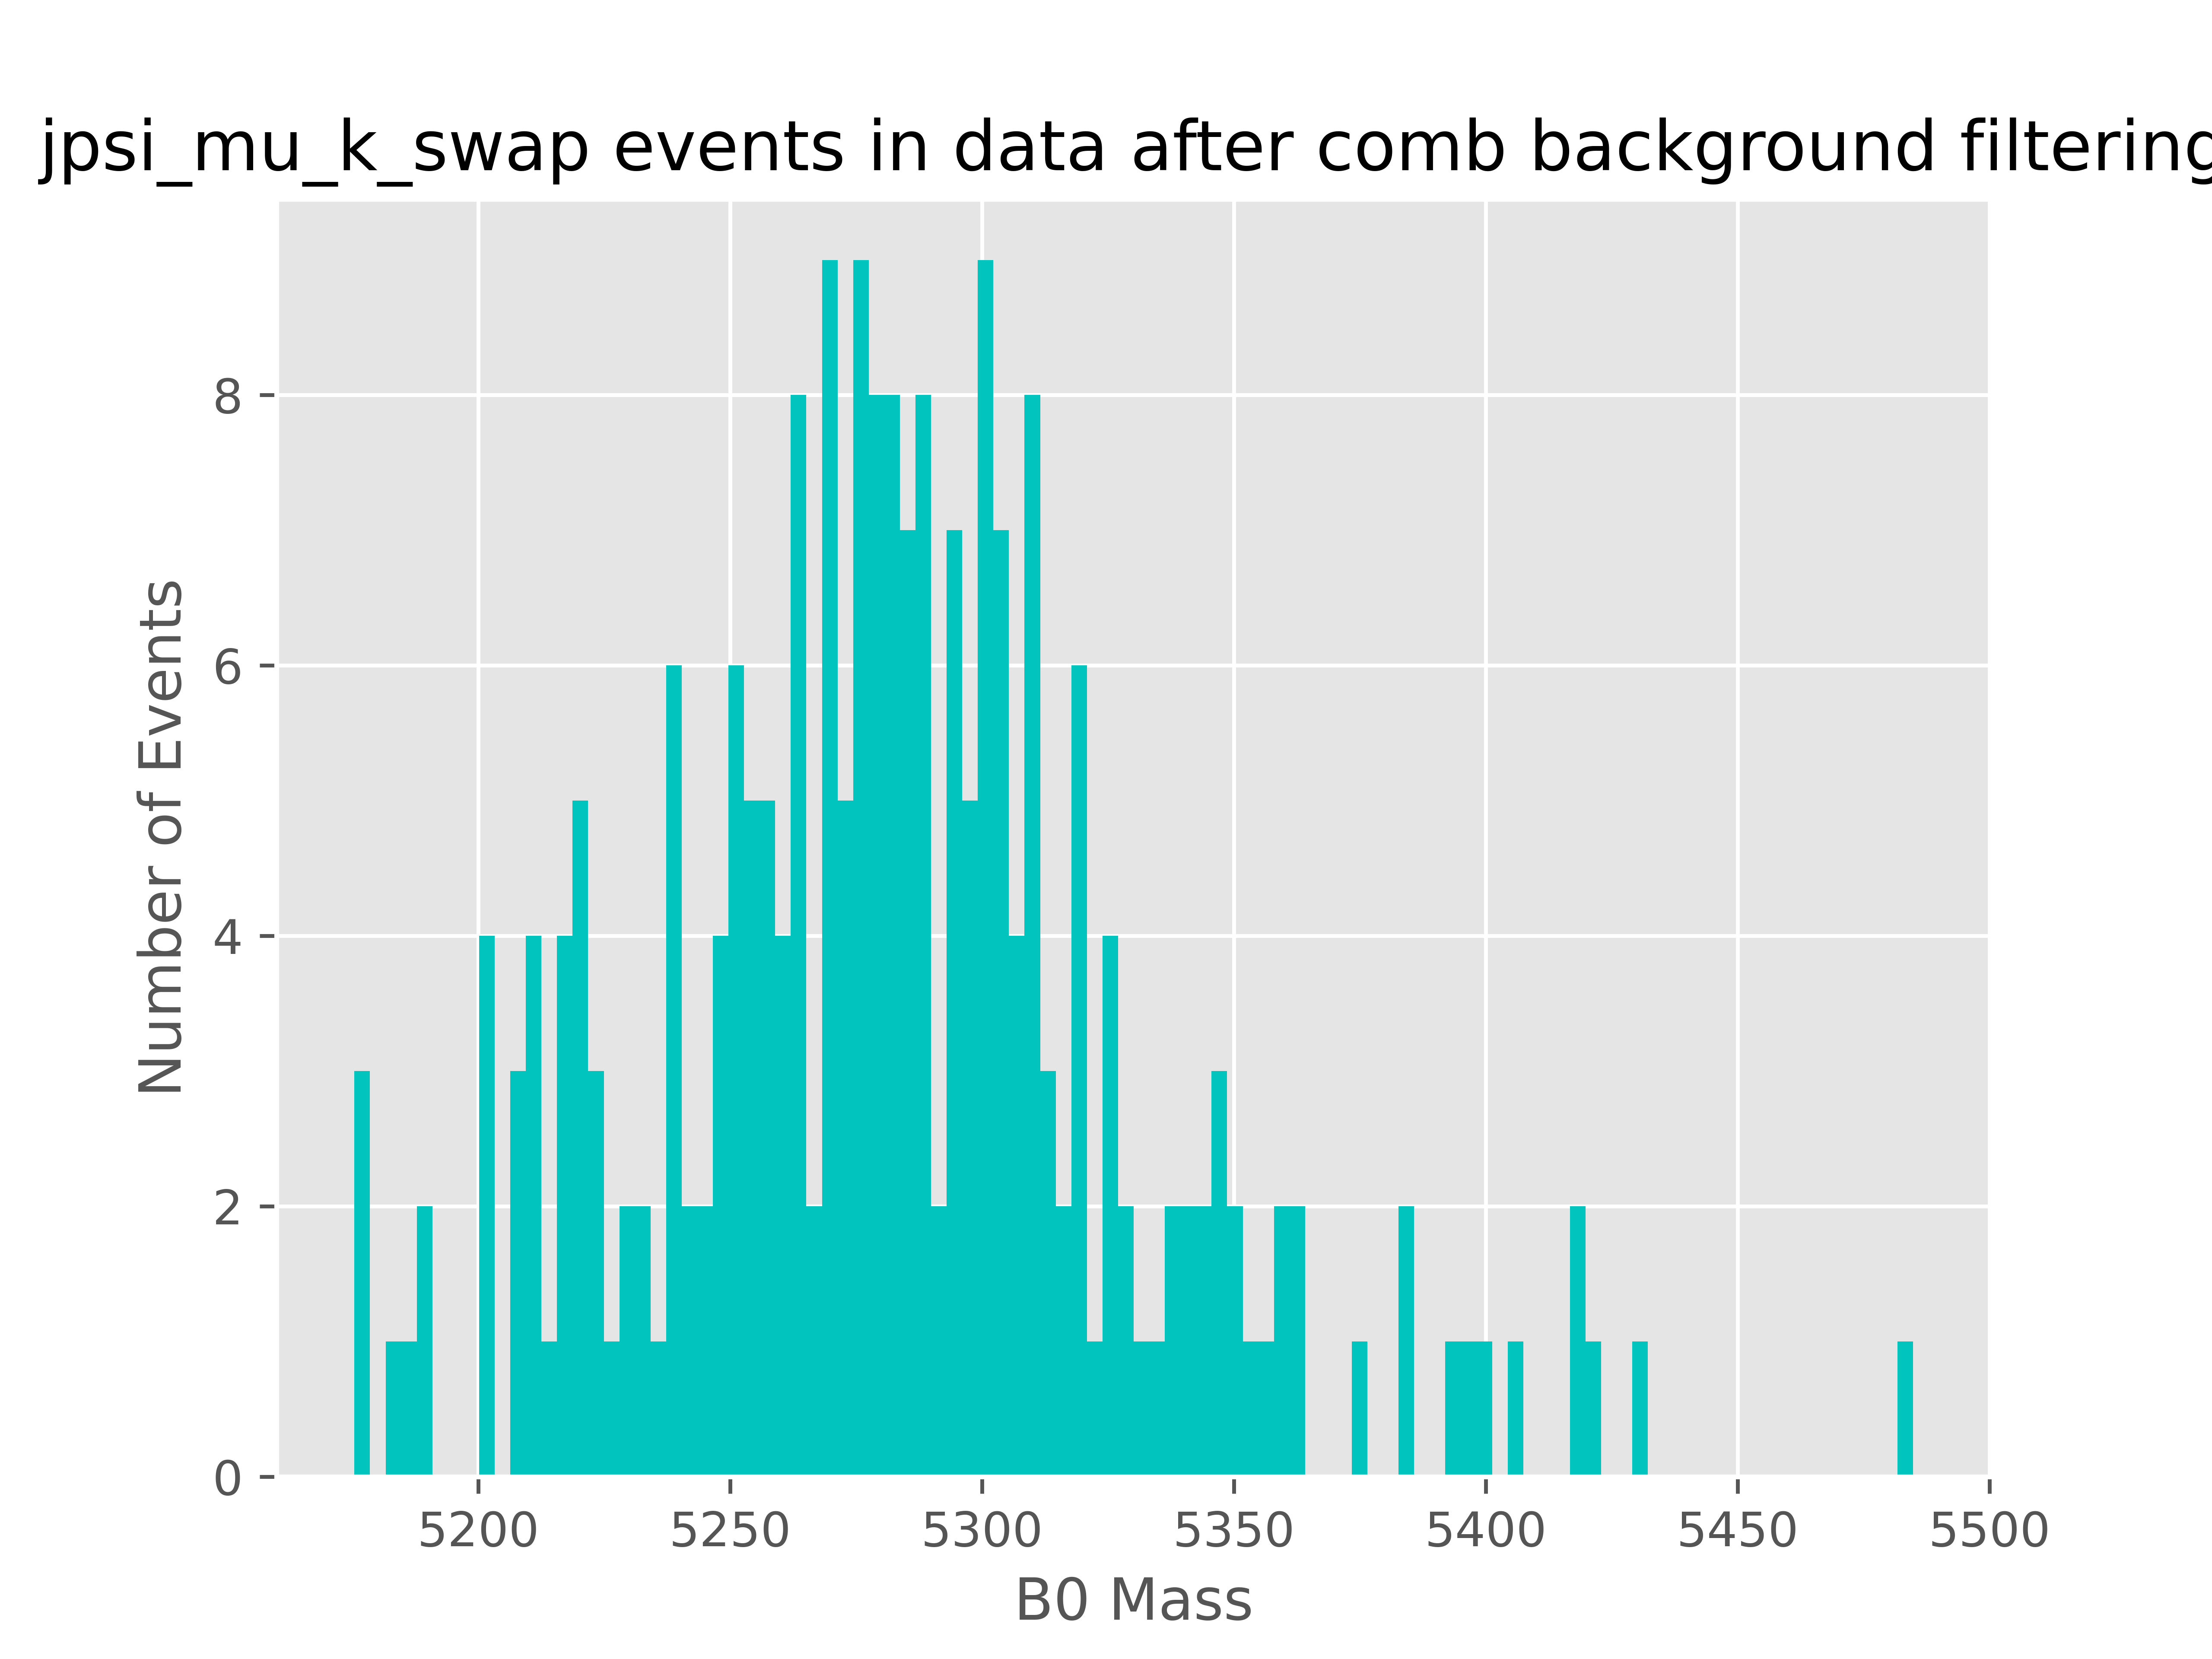 jpsi_mu_k_swap events in data after comb background filtering
Number of Events
8
6
4
2
0
5200 5250 5300 5350 5400 5450 5500
B0 Mass